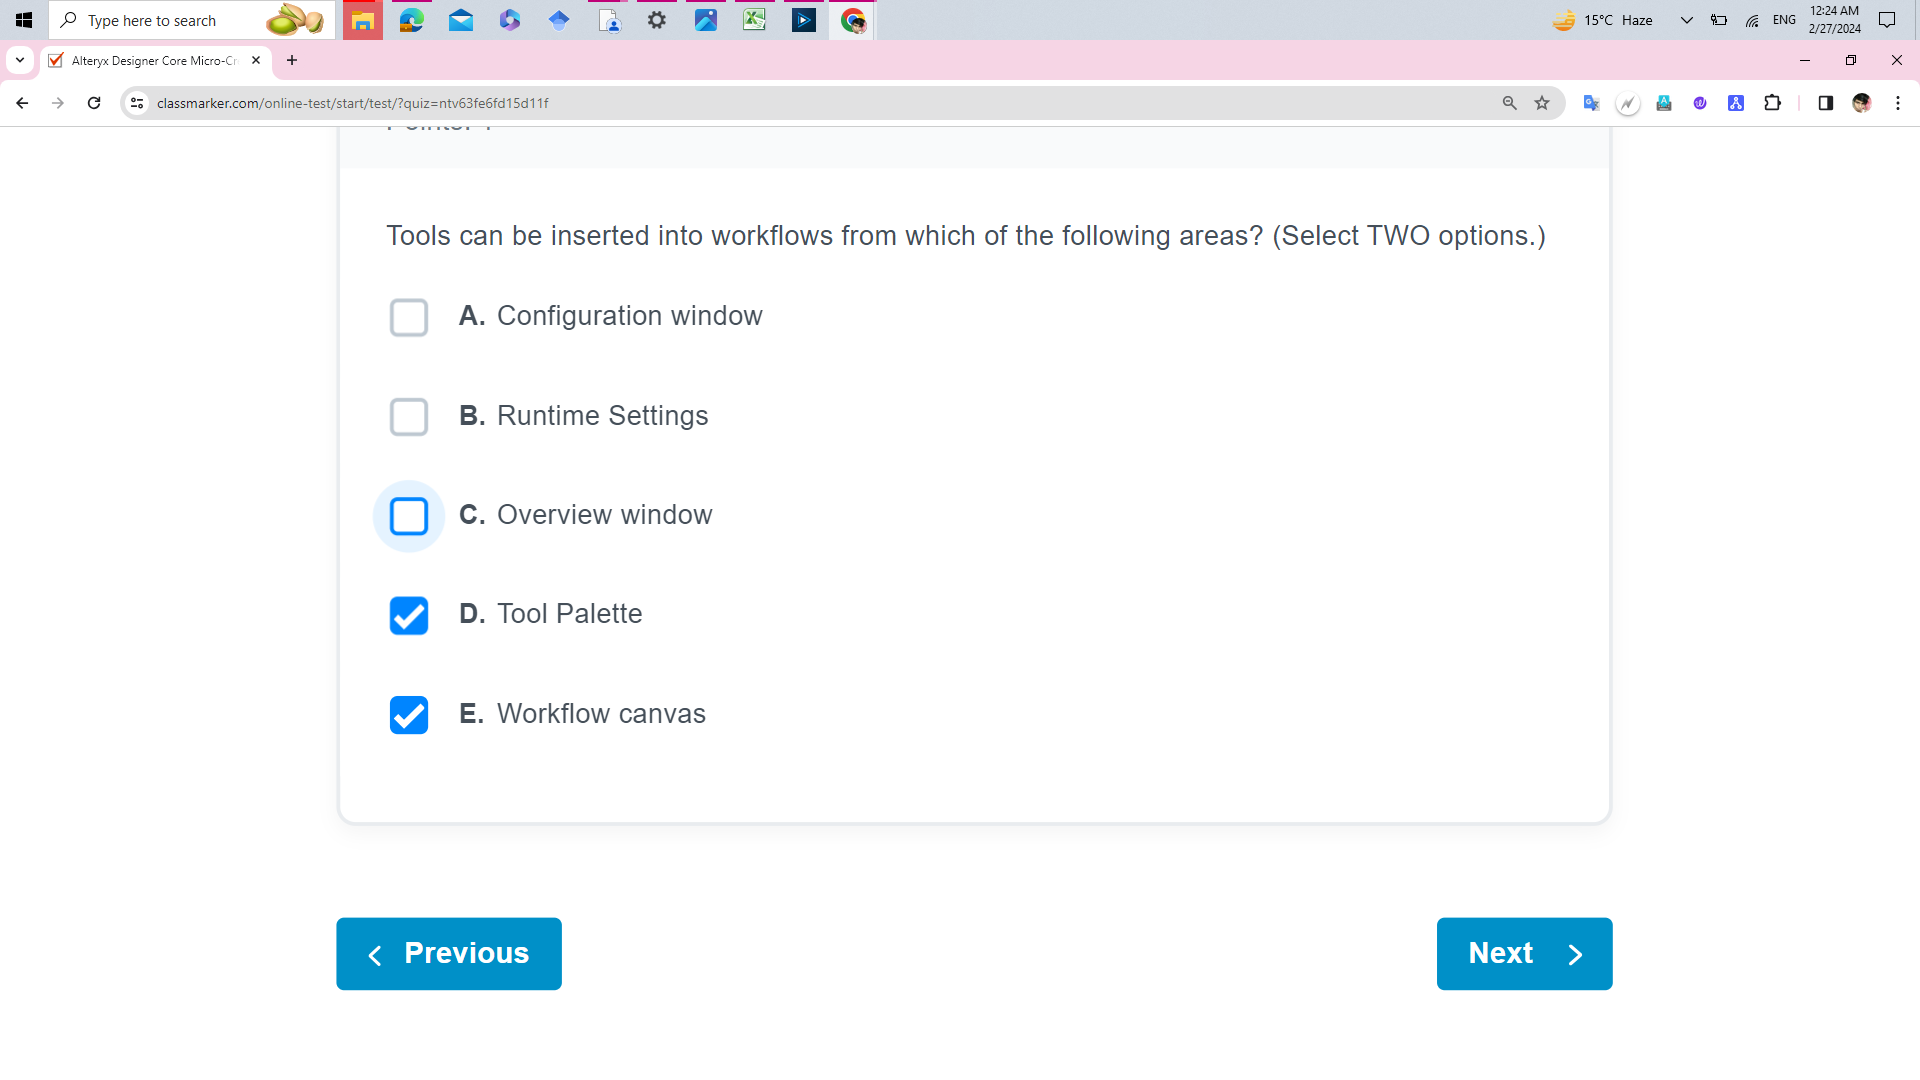 Type here to search
15°C Haze
ENG
12:24 AM
2/27/2024
Alteryx Designer Core Micro-Cr
classmarker.com/online-test/start/test/?quiz=ntv63fe6fd15d11f
Tools can be inserted into workflows from which of the following areas? (Select TWO options.)
A. Configuration window
B. Runtime Settings
C. Overview window
D. Tool Palette
E. Workflow canvas
Previous
Next